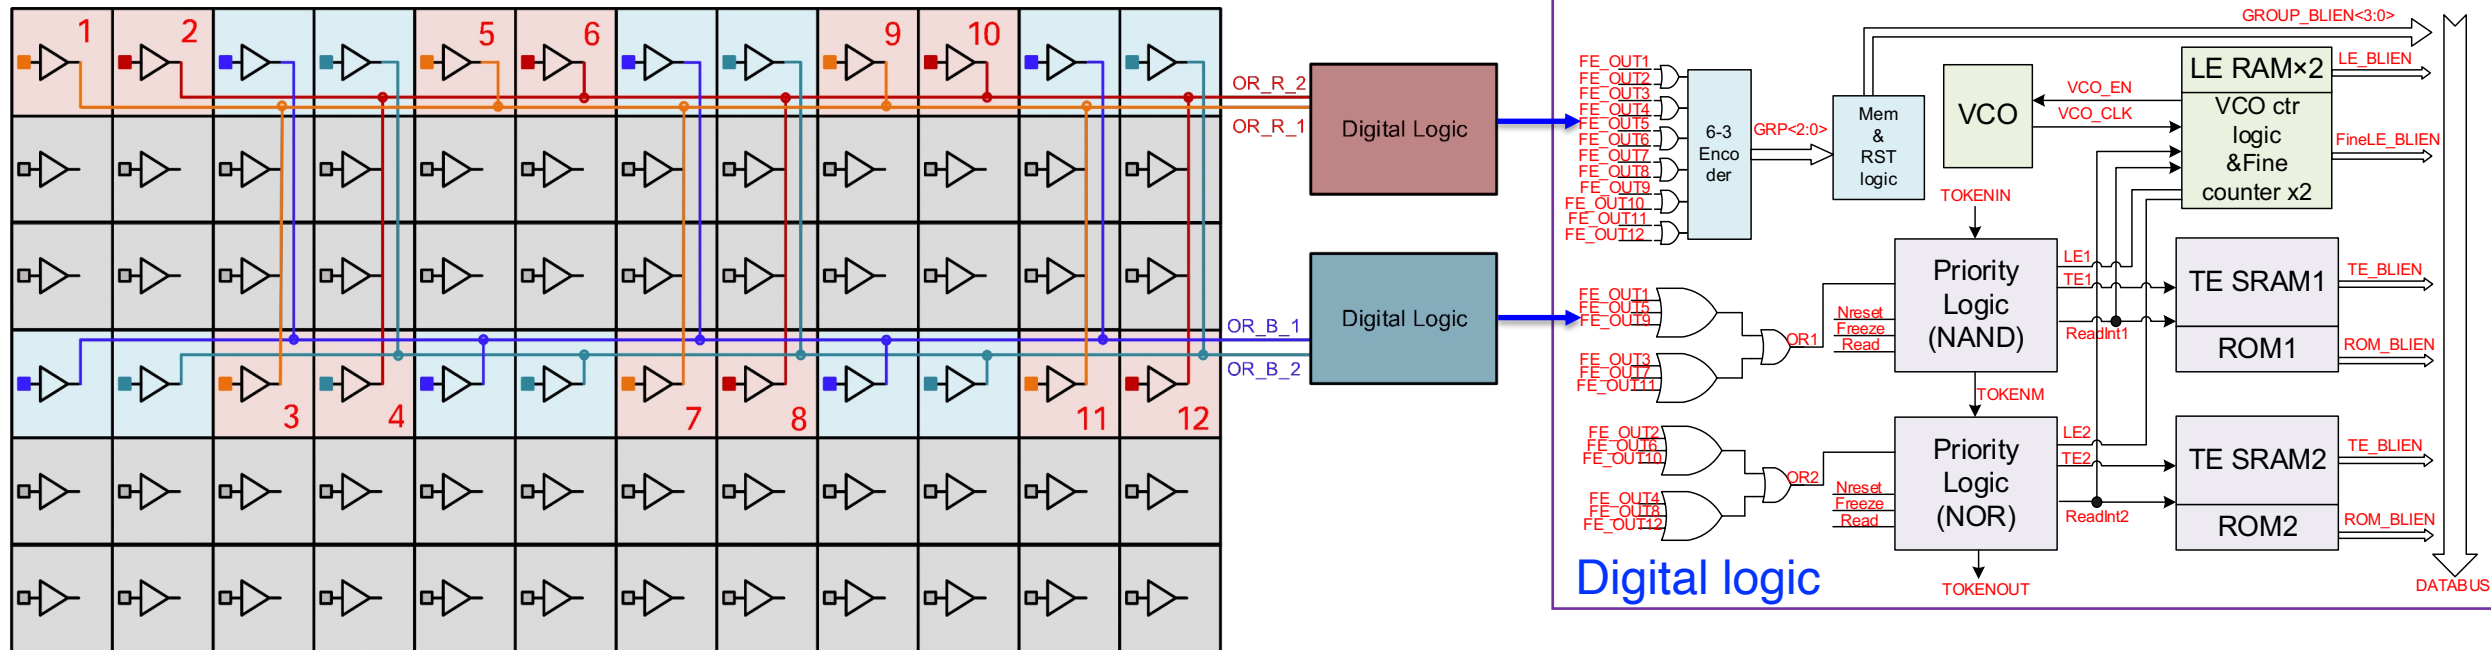 1 2 5 6 9 10
3 4 7 8 11 12
OR_R_2
OR_R_1
OR_B_1
OR_B_2
Digital Logic
Digital Logic
FE_OUT1
FE_OUT2
FE_OUT3
FE_OUT4
FE_OUT5
FE_OUT6
FE_OUT7
FE_OUT8
FE_OUT9
FE_OUT10
FE_OUT11
FE_OUT12
6-3
Enco
der
GRP<2:0>
Mem
&
RST
logic
GROUP_BLIEN<3:0>
VCO
VCO_EN
VCO_CLK
LE RAM×2
VCO ctr
logic
&Fine
counter x2
LE_BLIEN
FineLE_BLIEN
FE_OUT1
FE_OUT5
FE_OUT9
FE_OUT3
FE_OUT7
FE_OUT11
OR1
Nreset
Freeze
Read
TOKENIN
Priority
Logic
(NAND)
LE1
TE1
ReadInt1
TE SRAM1
ROM1
TE_BLIEN
ROM_BLIEN
TOKENM
FE_OUT2
FE_OUT6
FE_OUT10
FE_OUT4
FE_OUT8
FE_OUT12
OR2
Nreset
Freeze
Read
Priority
Logic
(NOR)
LE2
TE2
ReadInt2
TE SRAM2
ROM2
TE_BLIEN
ROM_BLIEN
TOKENOUT
DATABUS
Digital logic